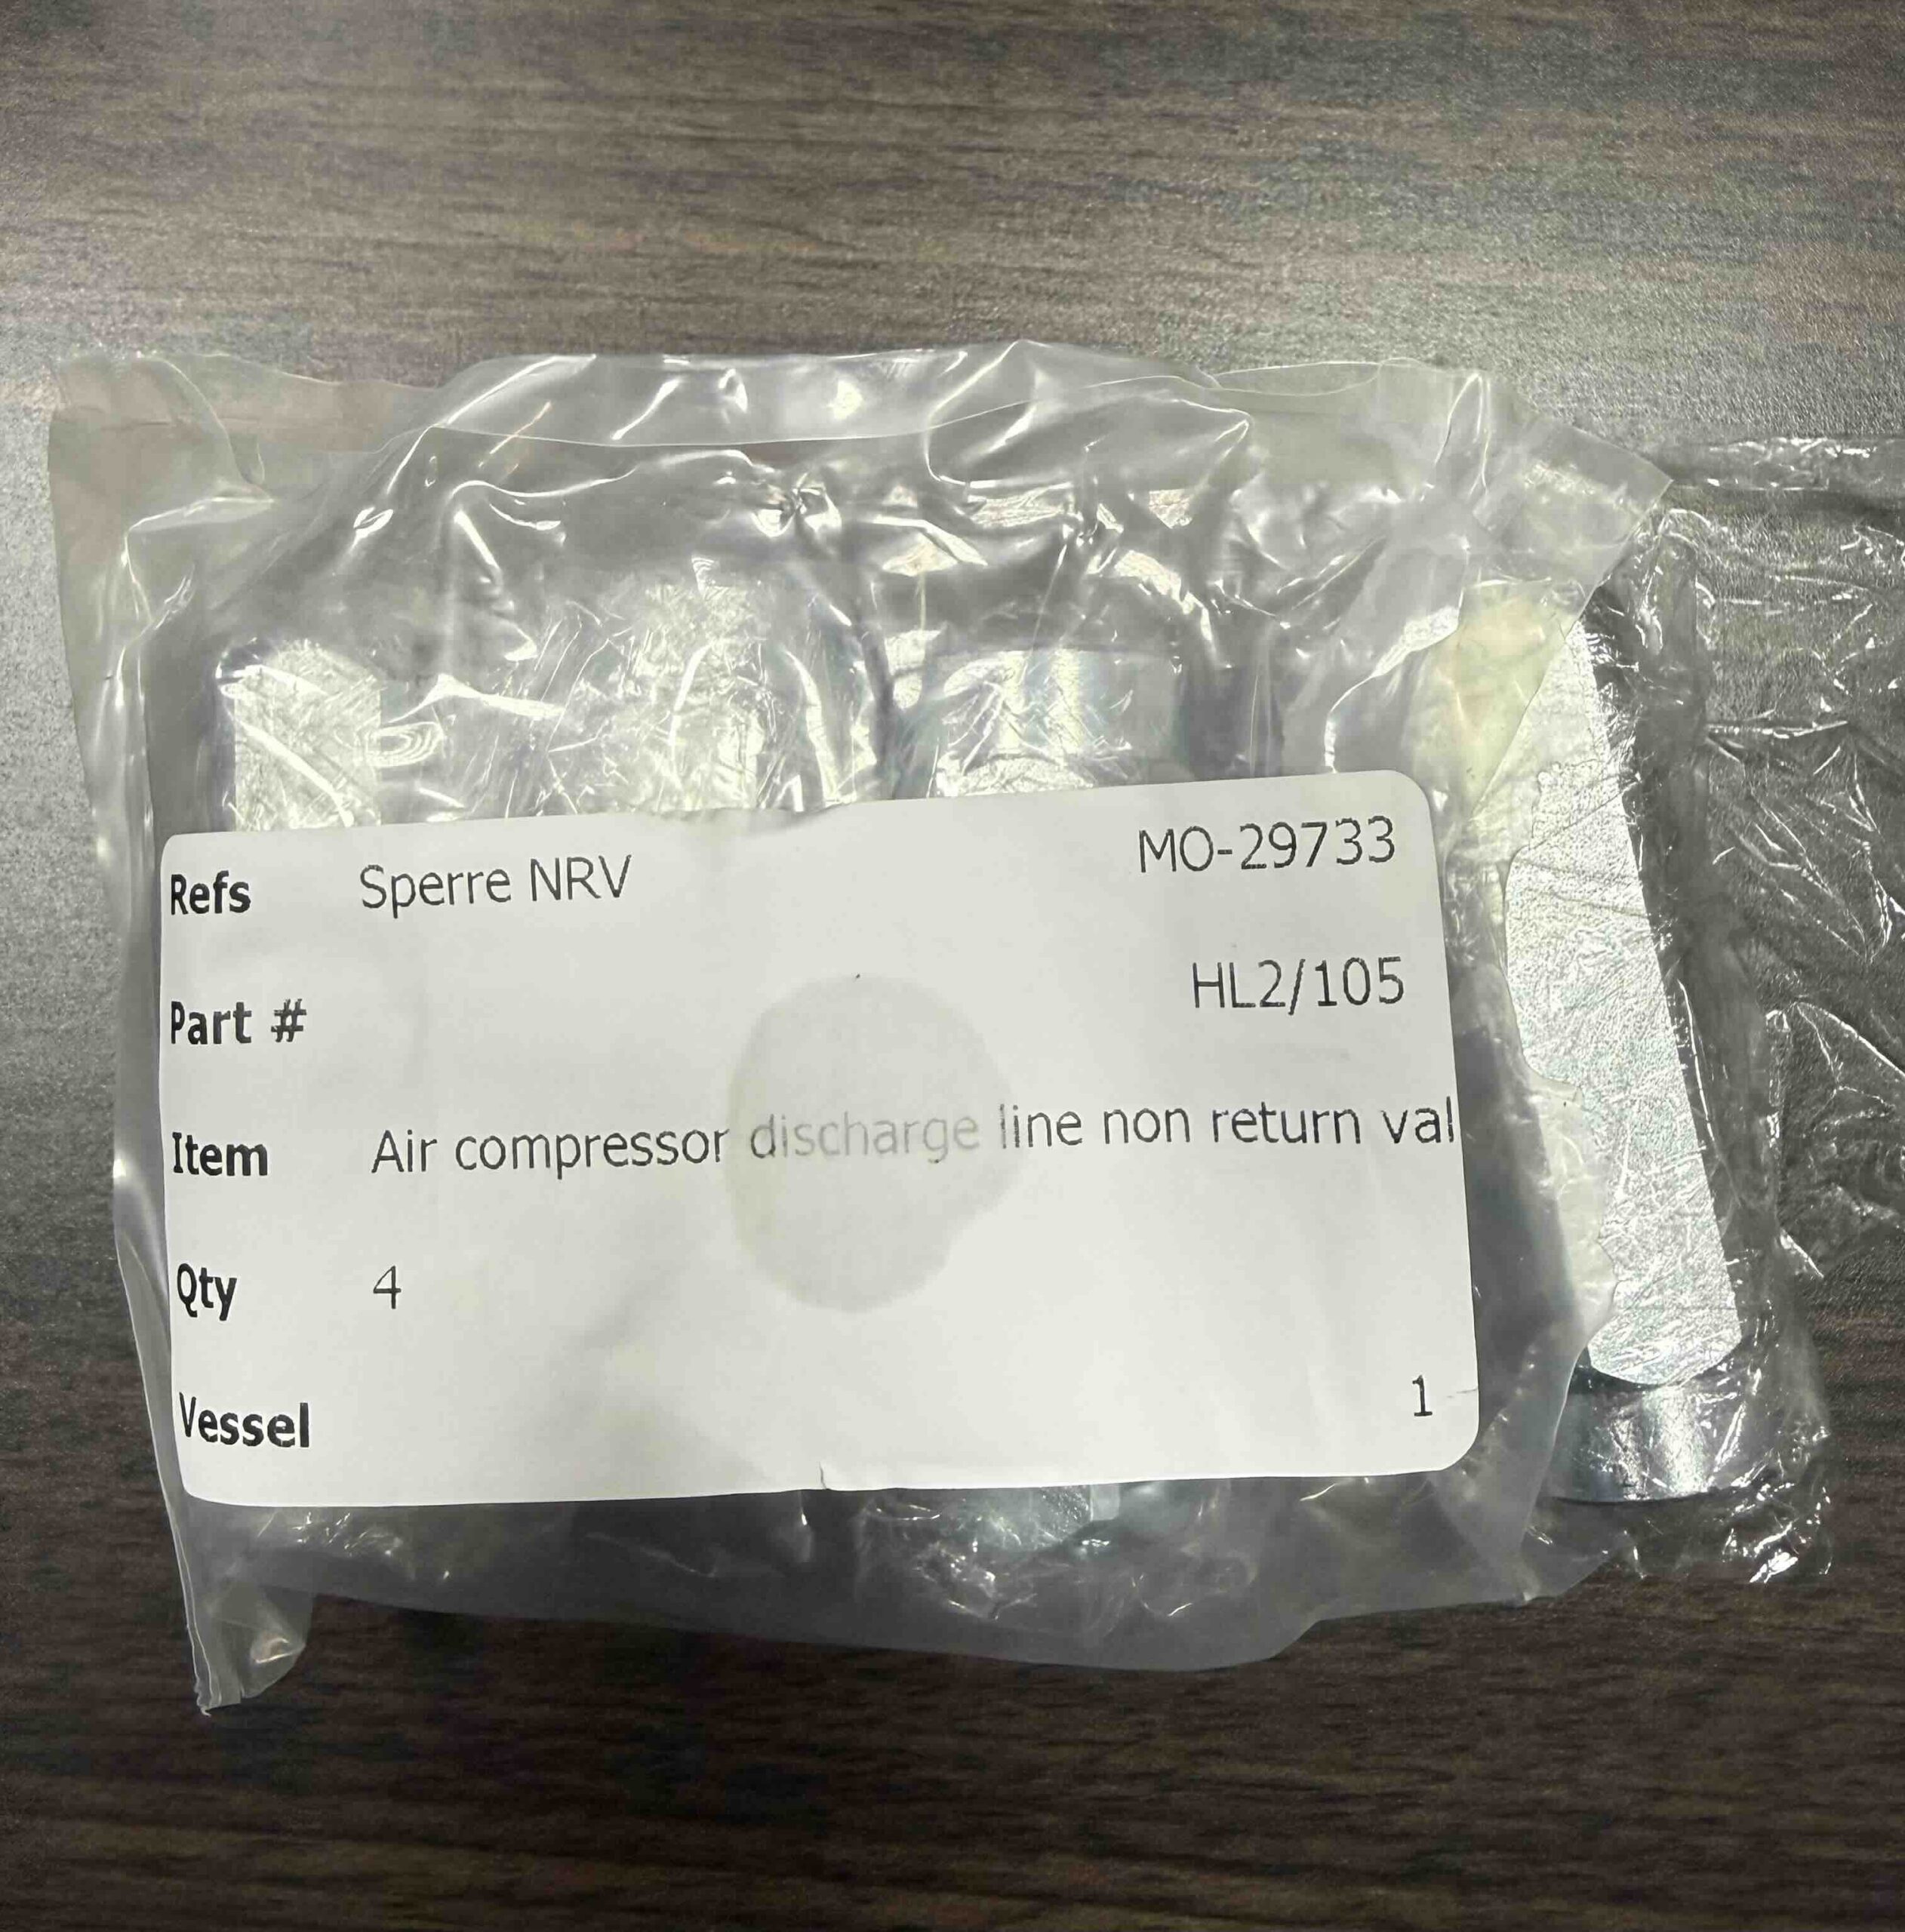 Refs Sperre NRV MO-29733
Part # HL2/105
Item Air compressor discharge line non return val
Qty 4
Vessel 1